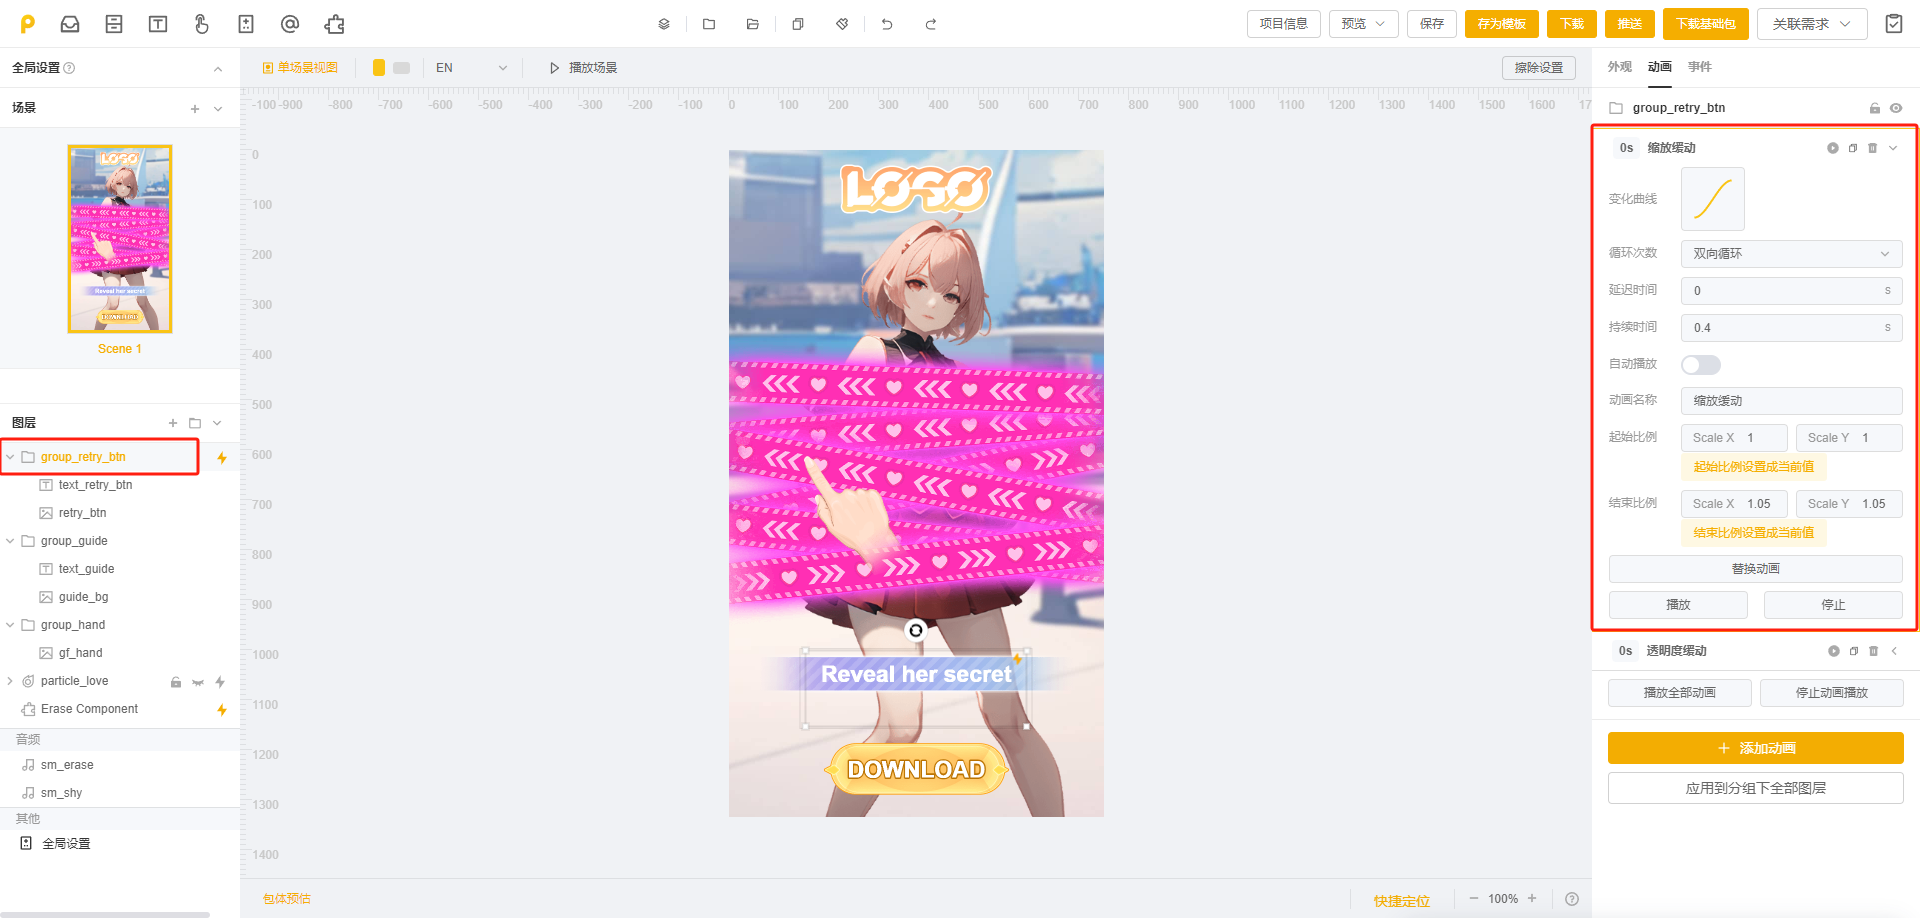 项目信息
预览
保存
存为模板
下载
推送
下载基础包
关联需求
全局设置
单场景视图
EN
播放场景
擦除设置
外观
动画
事件
场景
-100 -900 -800 -700 -600 -500 -400 -300 -200 -100 0 100 200 300 400 500 600 700 800 900 1000 1100 1200 1300 1400 1500 1600 17
0
100
200
300
400
500
600
700
800
900
1000
1100
1200
1300
1400
LOGO
Reveal her secret
DOWNLOAD
Scene 1
图层
group_retry_btn
text_retry_btn
retry_btn
group_guide
text_guide
guide_bg
group_hand
gf_hand
particle_love
Erase Component
音频
sm_erase
sm_shy
其他
全局设置
LOGO
Reveal her secret
DOWNLOAD
包体预估
快捷定位
100%
group_retry_btn
0s 缩放缓动
变化曲线
循环次数 双向循环
延迟时间 0 s
持续时间 0.4 s
自动播放
动画名称 缩放缓动
起始比例 Scale X 1 Scale Y 1
起始比例设置成当前值
结束比例 Scale X 1.05 Scale Y 1.05
结束比例设置成当前值
替换动画
播放 停止
0s 透明度缓动
播放全部动画 停止动画播放
添加动画
应用到分组下全部图层